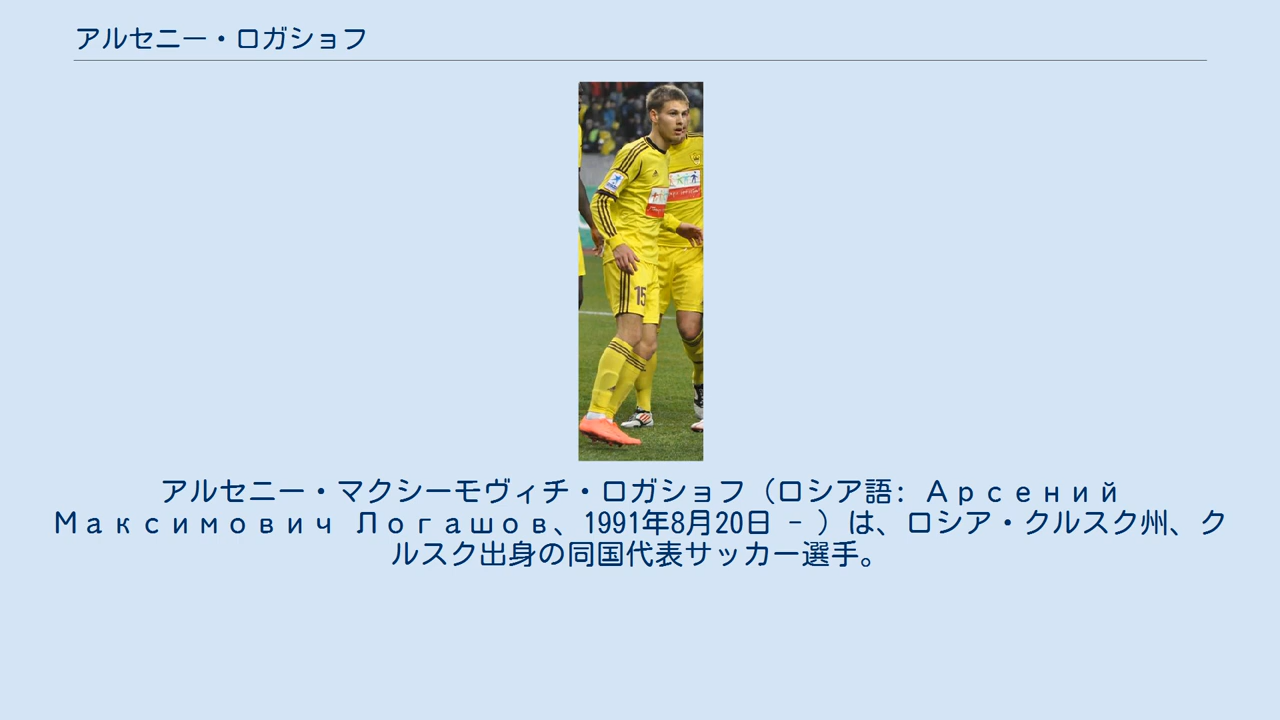 アルセニー・ロガショフ
15
アルセニー・マクシーモヴィチ・ロガショフ（ロシア語: Арсений
Максимович Логашов、1991年8月20日 - ）は、ロシア・クルスク州、ク
ルスク出身の同国代表サッカー選手。